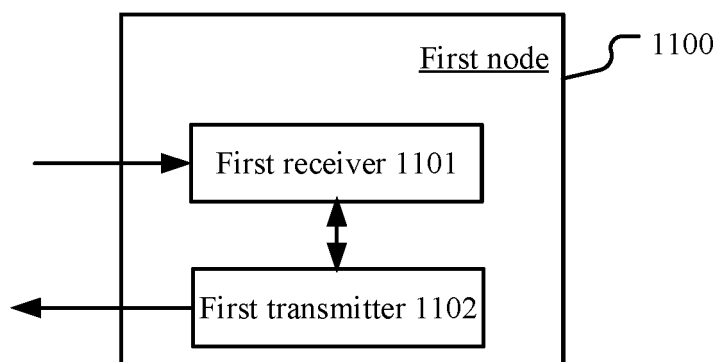 First node
1100
First receiver 1101
First transmitter 1102